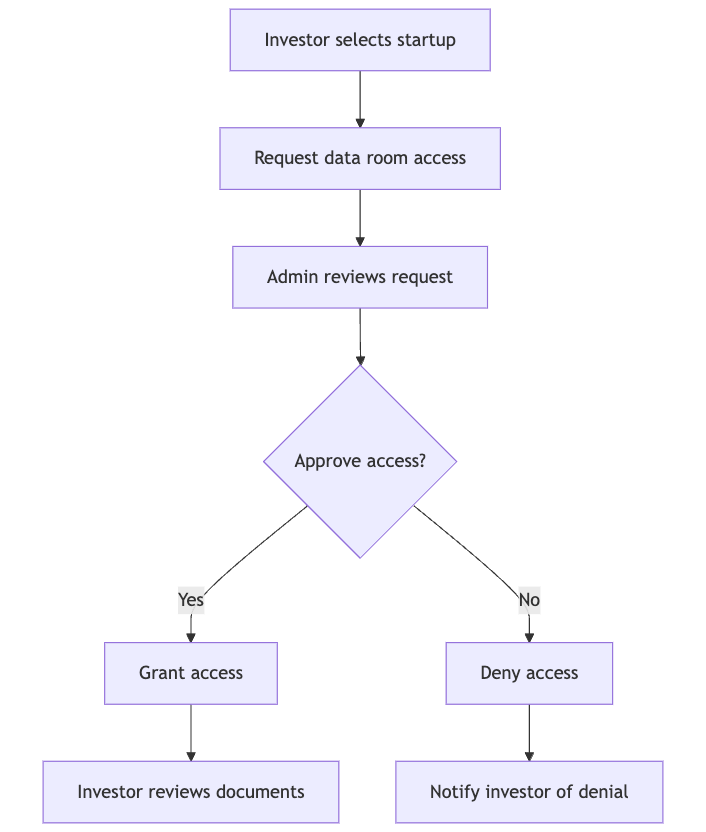 Investor selects startup
Request data room access
Admin reviews request
Approve access?
Yes
No
Grant access
Deny access
Investor reviews documents
Notify investor of denial